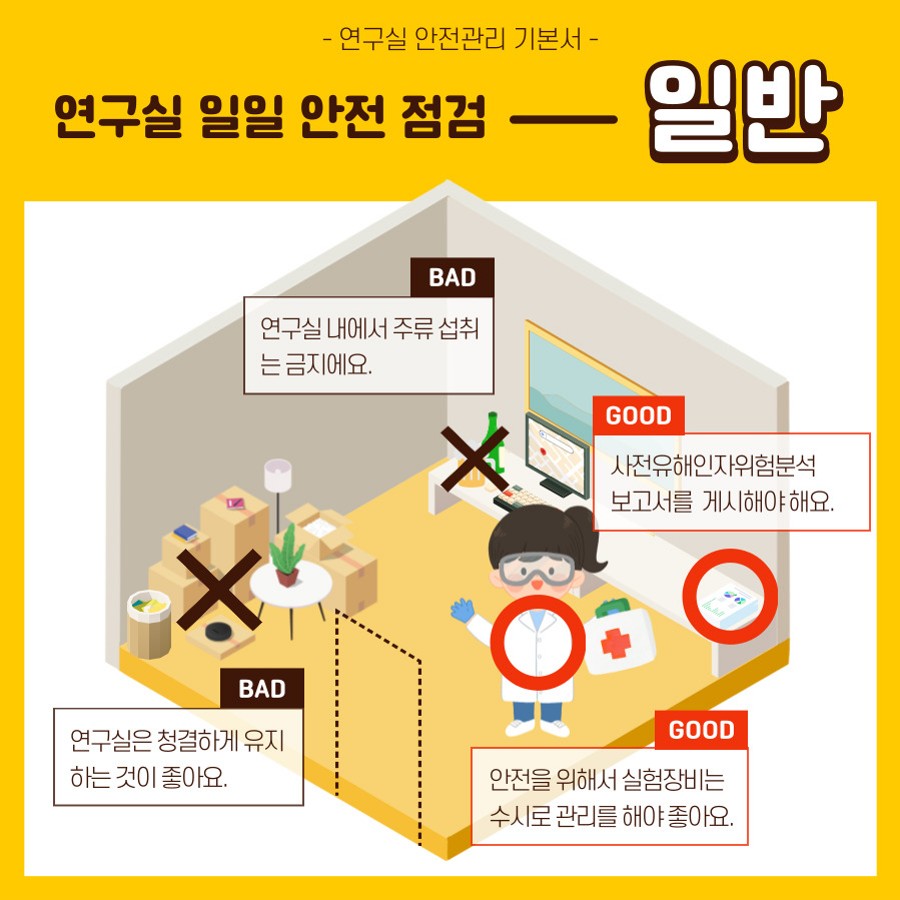 - 연구실 안전관리 기본서 -
연구실 일일 안전 점검 — 일반
BAD
연구실 내에서 주류 섭취
는 금지에요.
GOOD
사전유해인자위험분석
보고서를 게시해야 해요.
BAD
연구실은 청결하게 유지
하는 것이 좋아요.
GOOD
안전을 위해서 실험장비는
수시로 관리를 해야 좋아요.